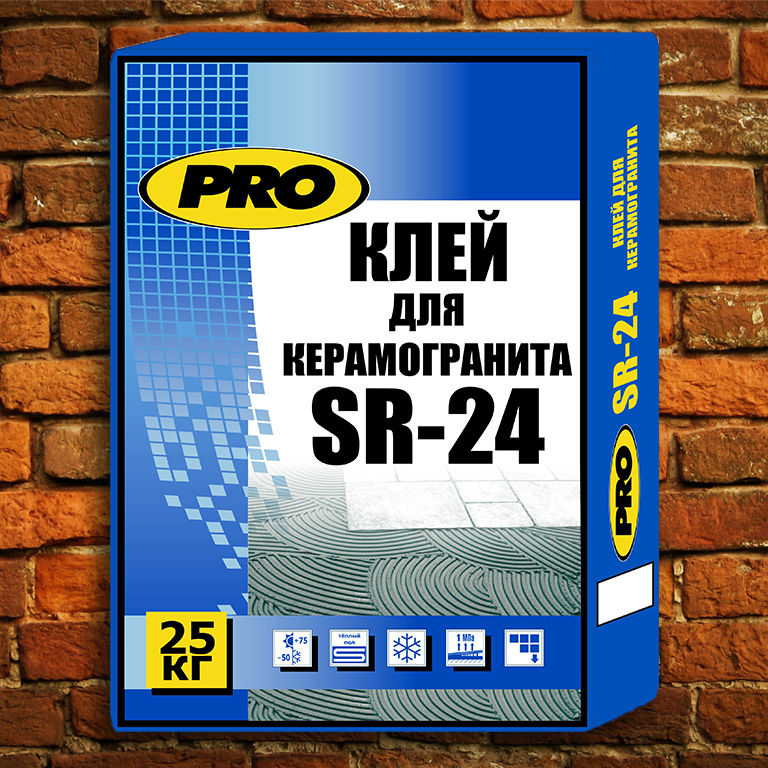 PRO
КЛЕЙ
ДЛЯ
КЕРАМОГРАНИТА
SR-24
25
КГ
+75
-50
тёплый
пол
1 МПа
PRO
SR-24
КЛЕЙ ДЛЯ
КЕРАМОГРАНИТА